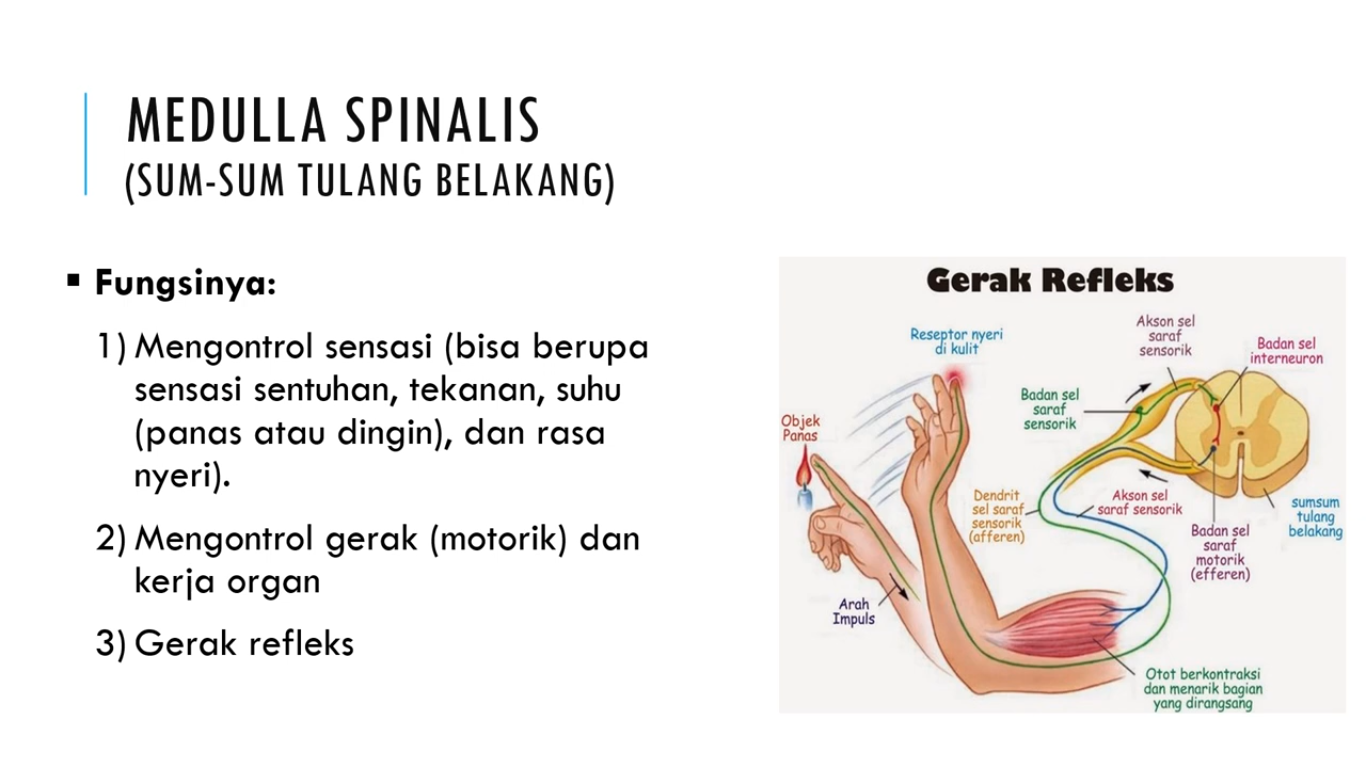 MEDULLA SPINALIS
(SUM-SUM TULANG BELAKANG)
▪ Fungsinya:
1) Mengontrol sensasi (bisa berupa
sensasi sentuhan, tekanan, suhu
(panas atau dingin), dan rasa
nyeri).
2) Mengontrol gerak (motorik) dan
kerja organ
3) Gerak refleks
Gerak Refleks
Reseptor nyeri
di kulit
Akson sel
saraf
sensorik
Badan sel
interneuron
Badan sel
saraf
sensorik
Objek
Panas
Dendrit
sel saraf
sensorik
(afferen)
Akson sel
saraf sensorik
Badan sel
saraf
motorik
(efferen)
sumsum
tulang
belakang
Arah
Impuls
Otot berkontraksi
dan menarik bagian
yang dirangsang